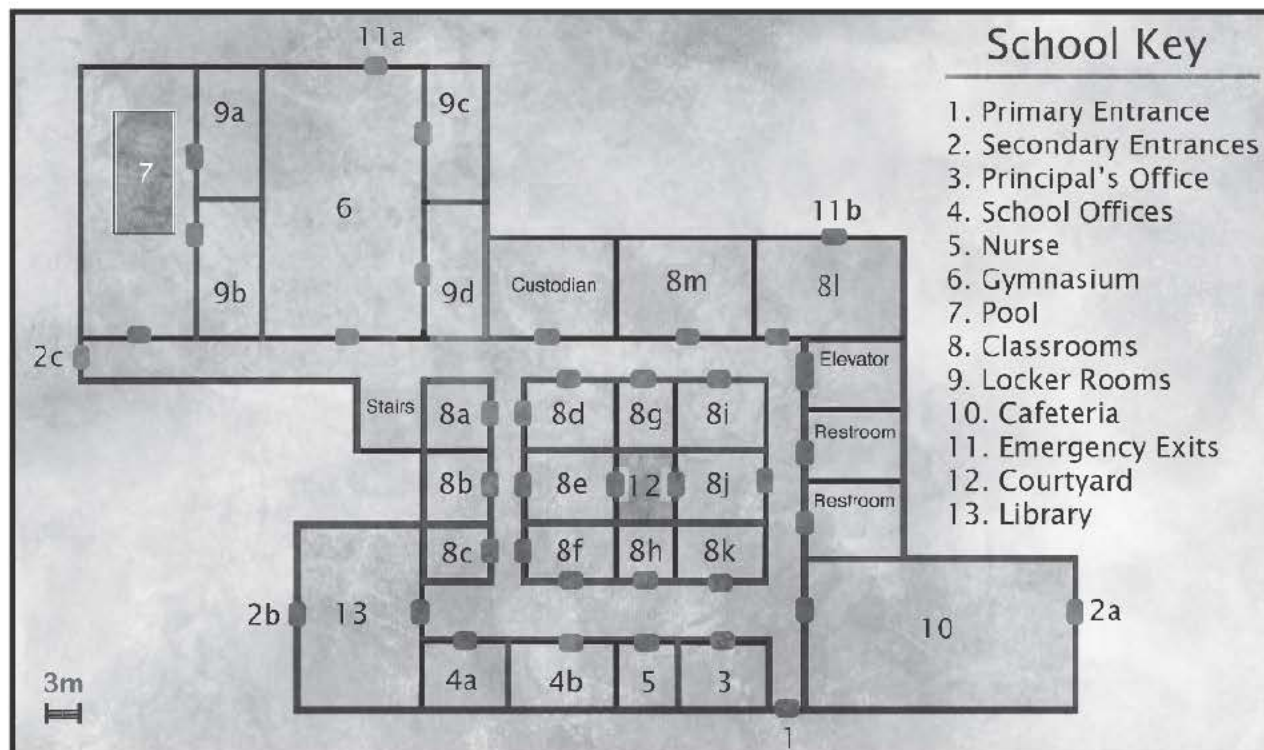 School Key
1. Primary Entrance
2. Secondary Entrances
3. Principal's Office
4. School Offices
5. Nurse
6. Gymnasium
7. Pool
8. Classrooms
9. Locker Rooms
10. Cafeteria
11. Emergency Exits
12. Courtyard
13. Library
11a
9a
9c
7
6
11b
9b
9d
Custodian
8m
8l
2c
Elevator
Stairs
8a
8d
8g
8i
Restroom
8b
8e
12
8j
Restroom
8c
8f
8h
8k
2b
13
10
2a
4a
4b
5
3
3m
1